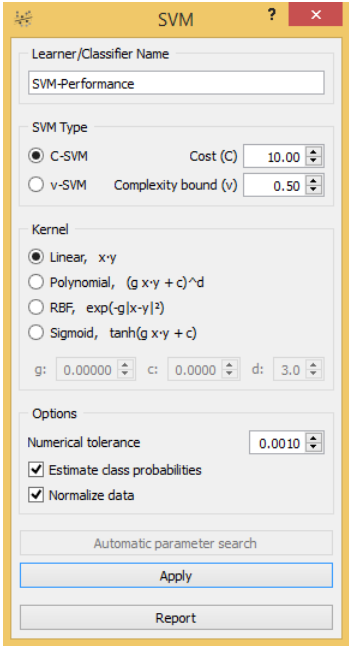 SVM ? ×
Learner/Classifier Name
SVM-Performance
SVM Type
C-SVM Cost (C) 10.00
ν-SVM Complexity bound (ν) 0.50
Kernel
Linear, x·y
Polynomial, (g x·y + c)^d
RBF, exp(-g|x-y|²)
Sigmoid, tanh(g x·y + c)
g: 0.00000 c: 0.0000 d: 3.0
Options
Numerical tolerance 0.0010
Estimate class probabilities
Normalize data
Automatic parameter search
Apply
Report